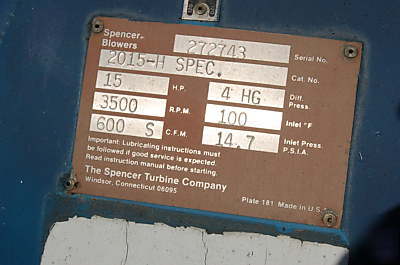 Spencer
Blowers 272743 Serial No.
2015-H SPEC. Cat. No.
15 H.P. 4 HG Diff. Press.
3500 R.P.M. 100 Inlet °F
600 S C.F.M. 14.7 Inlet Press. P.S.I.A.
Important: Lubricating instructions must
be followed if good service is expected.
Read instruction manual before starting.
The Spencer Turbine Company
Windsor, Connecticut 06095
Plate 181 Made in U.S.